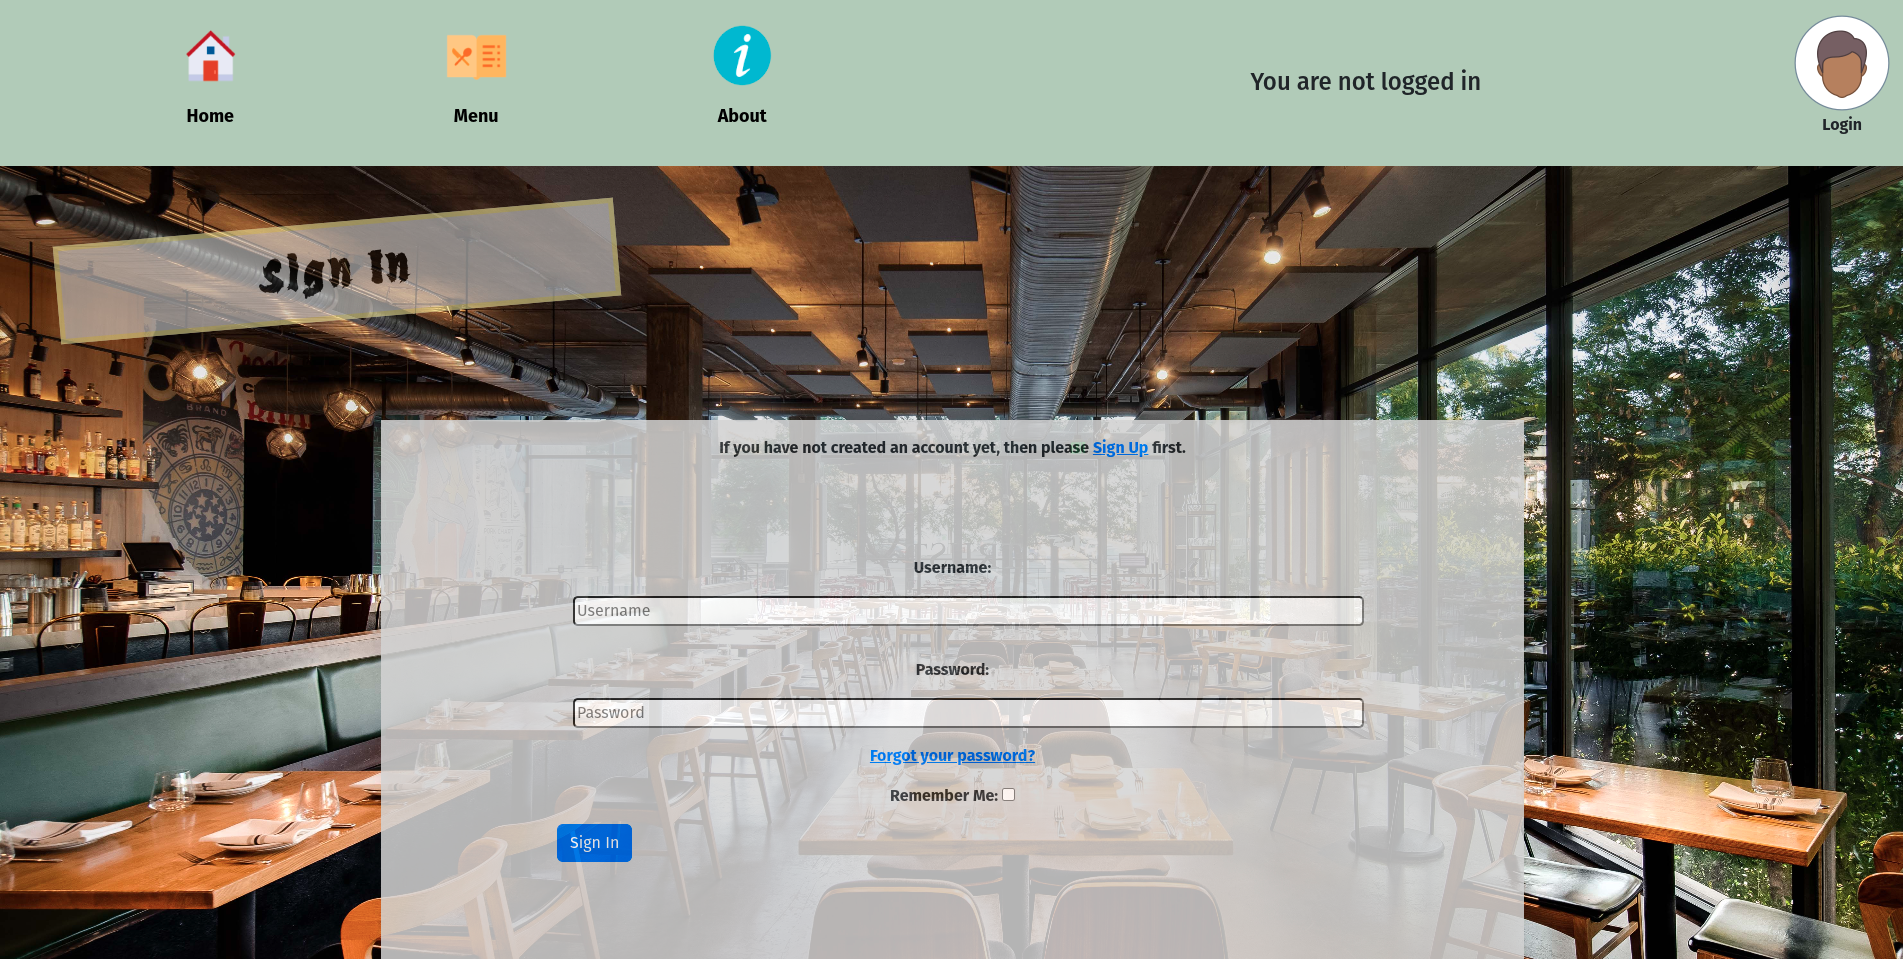 Home
Menu
About
You are not logged in
Login
Sign In
BRAND
If you have not created an account yet, then please Sign Up first.
Username:
Username
Password:
Password
Forgot your password?
Remember Me:
Sign In